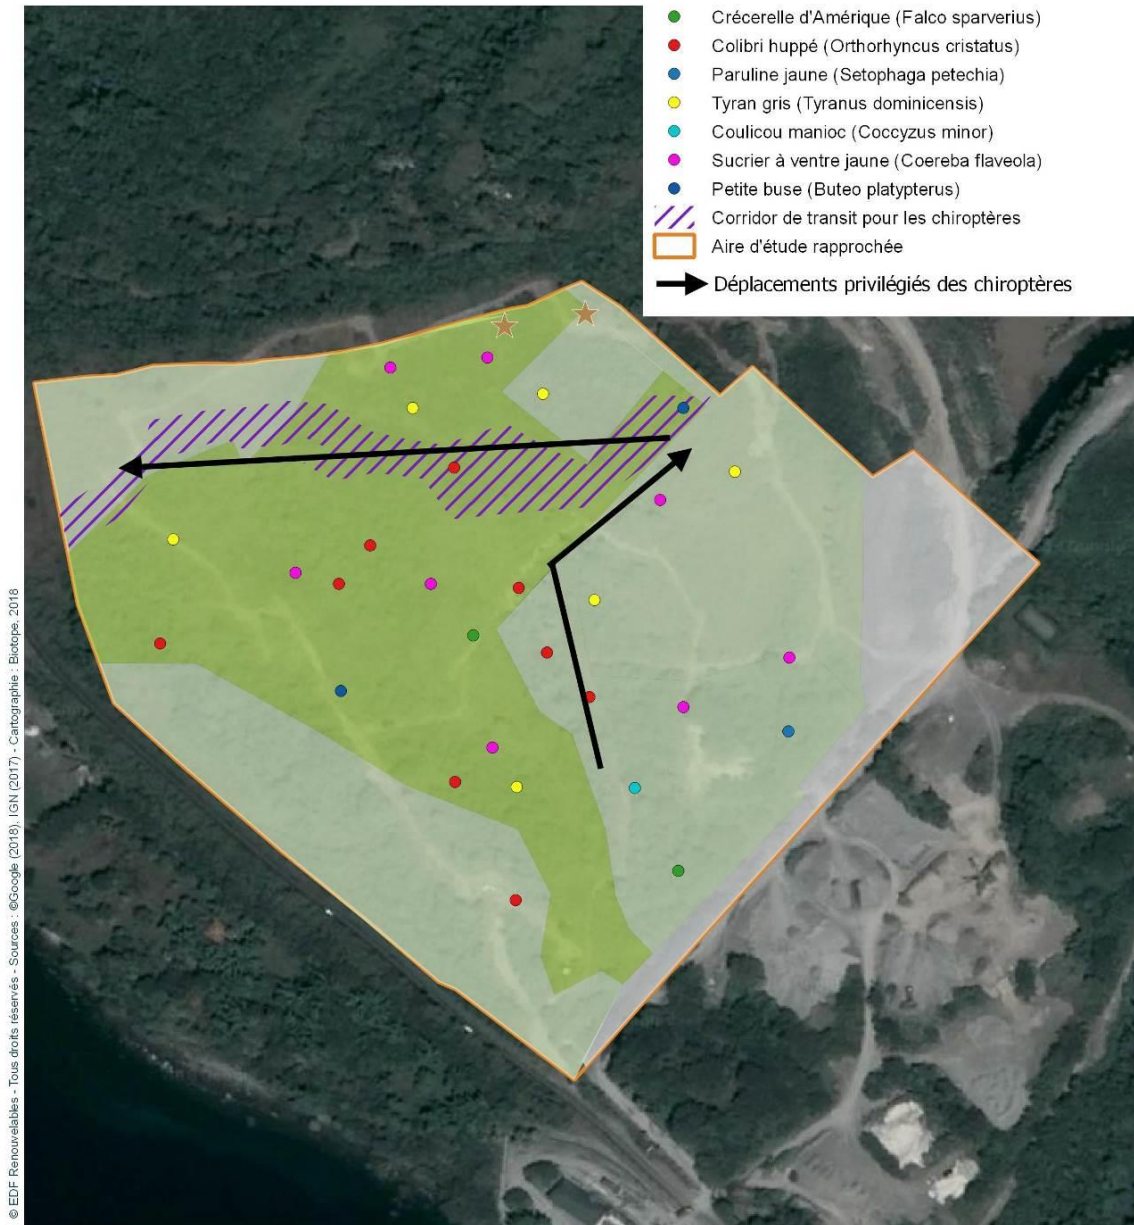 Crécerelle d'Amérique (Falco sparverius)
Colibri huppé (Orthorhyncus cristatus)
Paruline jaune (Setophaga petechia)
Tyran gris (Tyranus dominicensis)
Coulicou manioc (Coccyzus minor)
Sucrier à ventre jaune (Coereba flaveola)
Petite buse (Buteo platypterus)
Corridor de transit pour les chiroptères
Aire d'étude rapprochée
Déplacements privilégiés des chiroptères
© EDF Renouvelables - Tous droits réservés - Sources : ©Google (2018), IGN (2017) - Cartographie : Biotope, 2018